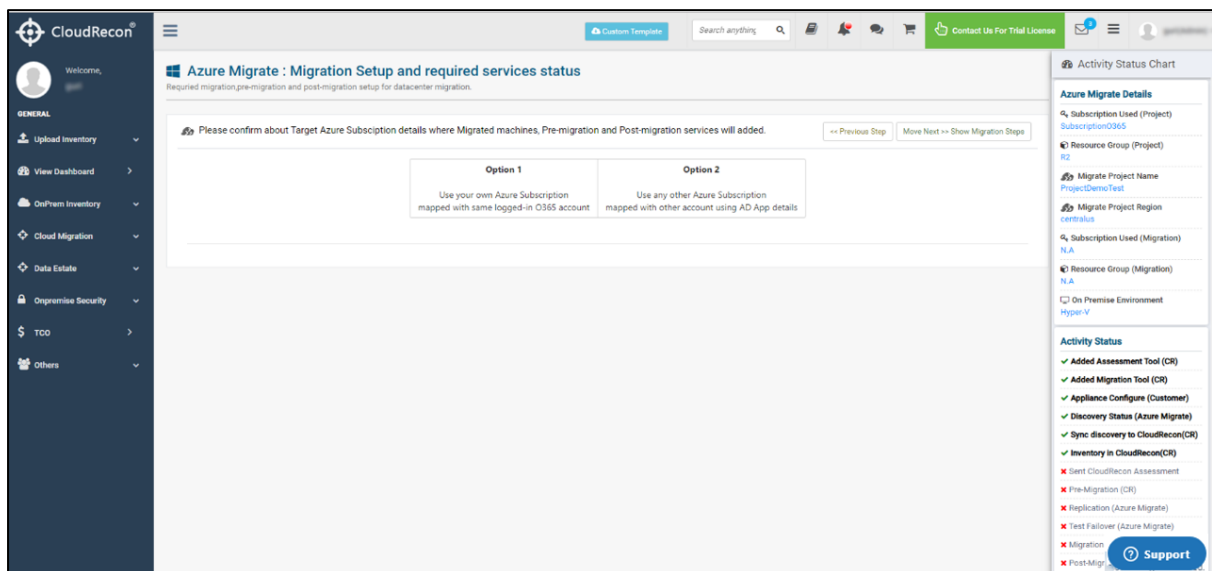 CloudRecon®
Custom Template
Search anything
Contact Us For Trial License
3
Welcome,
GENERAL
Upload Inventory
View Dashboard
OnPrem Inventory
Cloud Migration
Data Estate
Onpremise Security
TCO
Others
Azure Migrate : Migration Setup and required services status
Requried migration,pre-migration and post-migration setup for datacenter migration.
Please confirm about Target Azure Subsciption details where Migrated machines, Pre-migration and Post-migration services will added.
<< Previous Step
Move Next >> Show Migration Steps
Option 1
Use your own Azure Subscription
mapped with same logged-in O365 account
Option 2
Use any other Azure Subscription
mapped with other account using AD App details
Activity Status Chart
Azure Migrate Details
Subscription Used (Project)
SubscriptionO365
Resource Group (Project)
R2
Migrate Project Name
ProjectDemoTest
Migrate Project Region
centralus
Subscription Used (Migration)
N.A
Resource Group (Migration)
N.A
On Premise Environment
Hyper-V
Activity Status
Added Assessment Tool (CR)
Added Migration Tool (CR)
Appliance Configure (Customer)
Discovery Status (Azure Migrate)
Sync discovery to CloudRecon(CR)
Inventory in CloudRecon(CR)
Sent CloudRecon Assessment
Pre-Migration (CR)
Replication (Azure Migrate)
Test Failover (Azure Migrate)
Migration
Post-Migr
Support